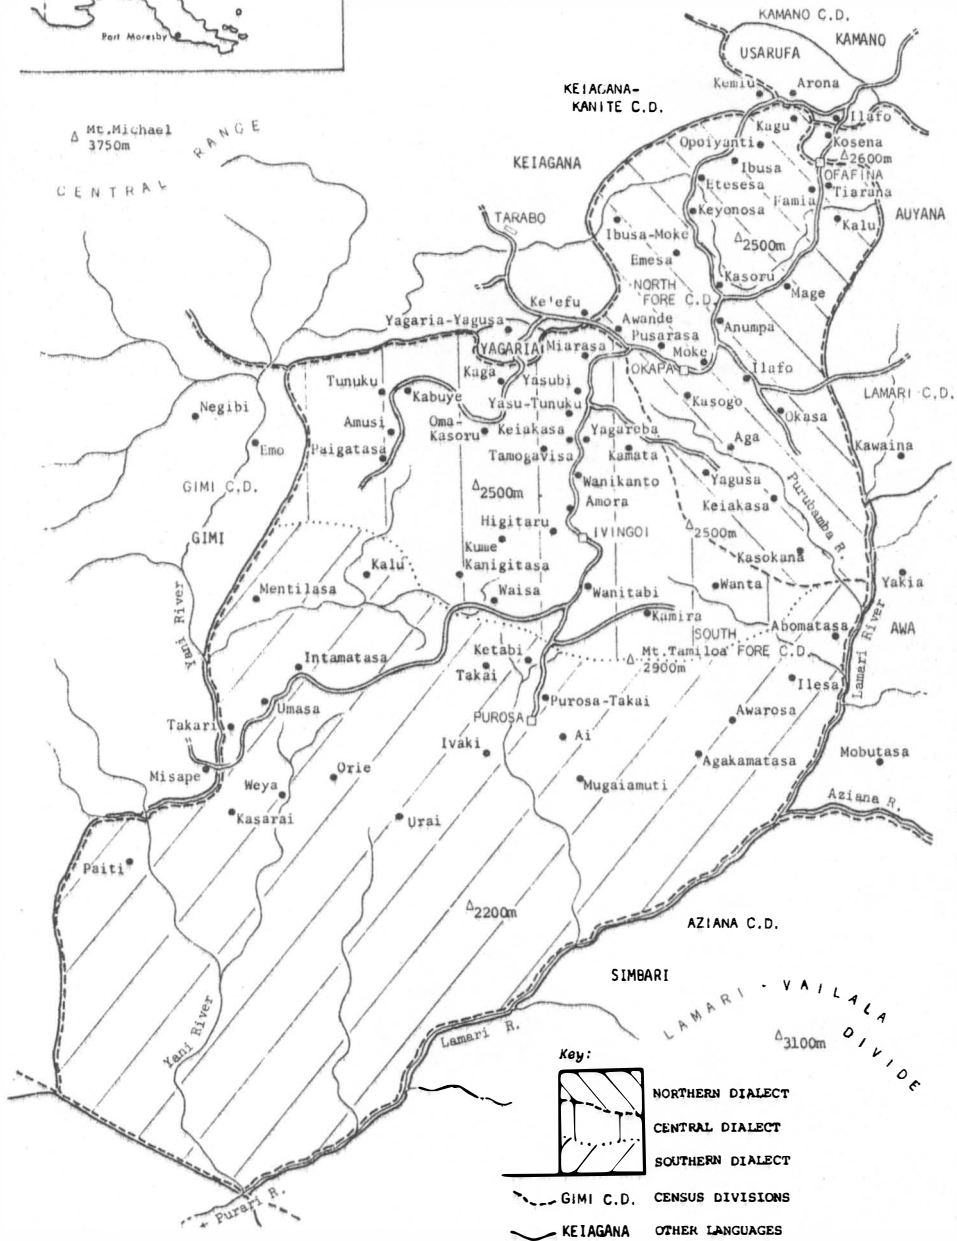 Port Moresby
KAMANO C.D.
USARUFA
KAMANO
KEIAGANA-
KANITE C.D.
Kemiu
Arona
Mt.Michael
3750m
CENTRAL RANGE
KEIAGANA
Kagu
Ilafo
Opoiyanti
Kosena
2600m
Ibusa
OFAFINA
Etesesa
Tiarana
Famia
Keyonosa
AUYANA
TARABO
Kalu
Ibusa-Moke
2500m
Emesa
Kasoru
NORTH
FORE C.D.
Mage
Ke'efu
Yagaria-Yagusa
Awande
Anumpa
Pusarasa
YAGARIA
Miarasa
Moke
OKAPA
Ilafo
Kaga
Tunuku
Yasubi
LAMARI C.D.
Kabuye
Kasogo
Negibi
Yasu-Tunuku
Okasa
Amusi
Oma-
Kasoru
Keiakasa
Yagareba
Aga
Emo
Paigatasa
Tamogavisa
Kamata
Kawaina
Yagusa
GIMI C.D.
2500m
Wanikanto
Keiakasa
Purubamba R.
Amora
GIMI
Higitaru
IVINGOI
2500m
Kume
Kasokana
Kalu
Kanigitasa
Yakia
Mentilasa
Waisa
Wanitabi
Wanta
Yani River
Kamira
Abomatasa
AWA
SOUTH
FORE C.D.
Ketabi
Mt.Tamiloa
2900m
Lamari River
Intamatasa
Takai
Ilesa
Purosa-Takai
Umasa
PUROSA
Awarosa
Takari
Ai
Ivaki
Mobutasa
Agakamatasa
Misape
Orie
Weya
Mugaiamuti
Aziana R.
Kasarai
Urai
Paiti
2200m
AZIANA C.D.
SIMBARI
LAMARI - VAILALA DIVIDE
Yani River
Lamari R.
3100m
Key:
NORTHERN DIALECT
CENTRAL DIALECT
SOUTHERN DIALECT
GIMI C.D. CENSUS DIVISIONS
Purari R.
KEIAGANA OTHER LANGUAGES